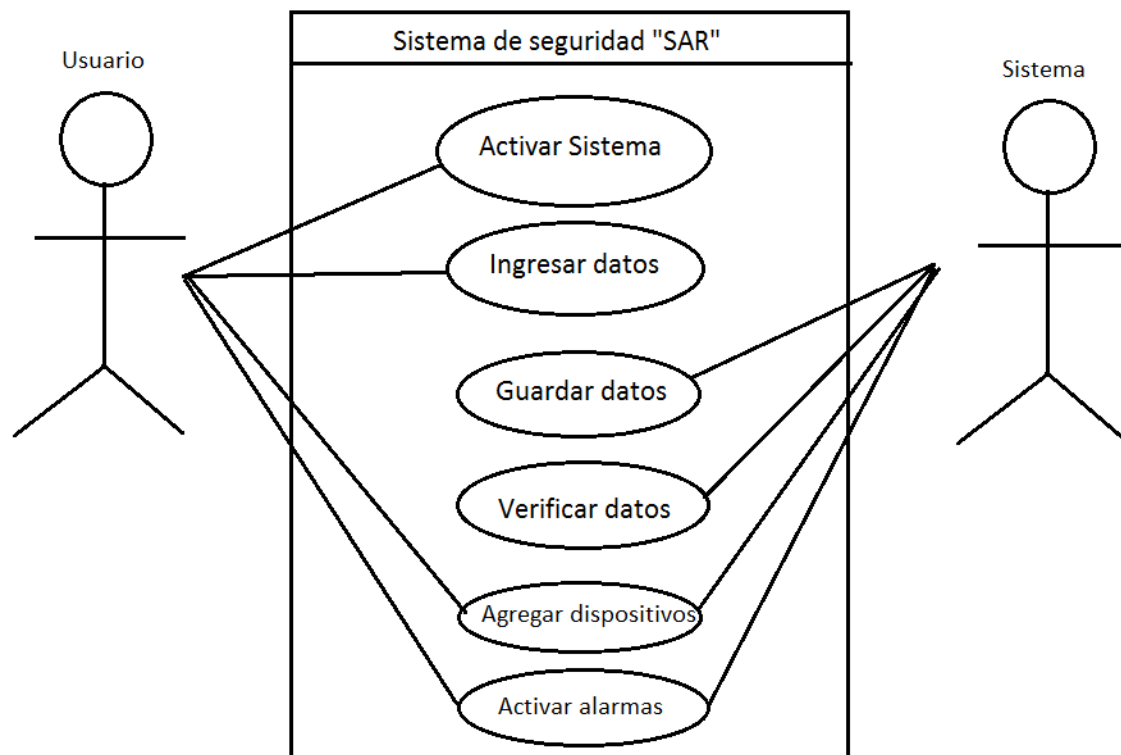 Sistema de seguridad "SAR"
Usuario
Sistema
Activar Sistema
Ingresar datos
Guardar datos
Verificar datos
Agregar dispositivos
Activar alarmas